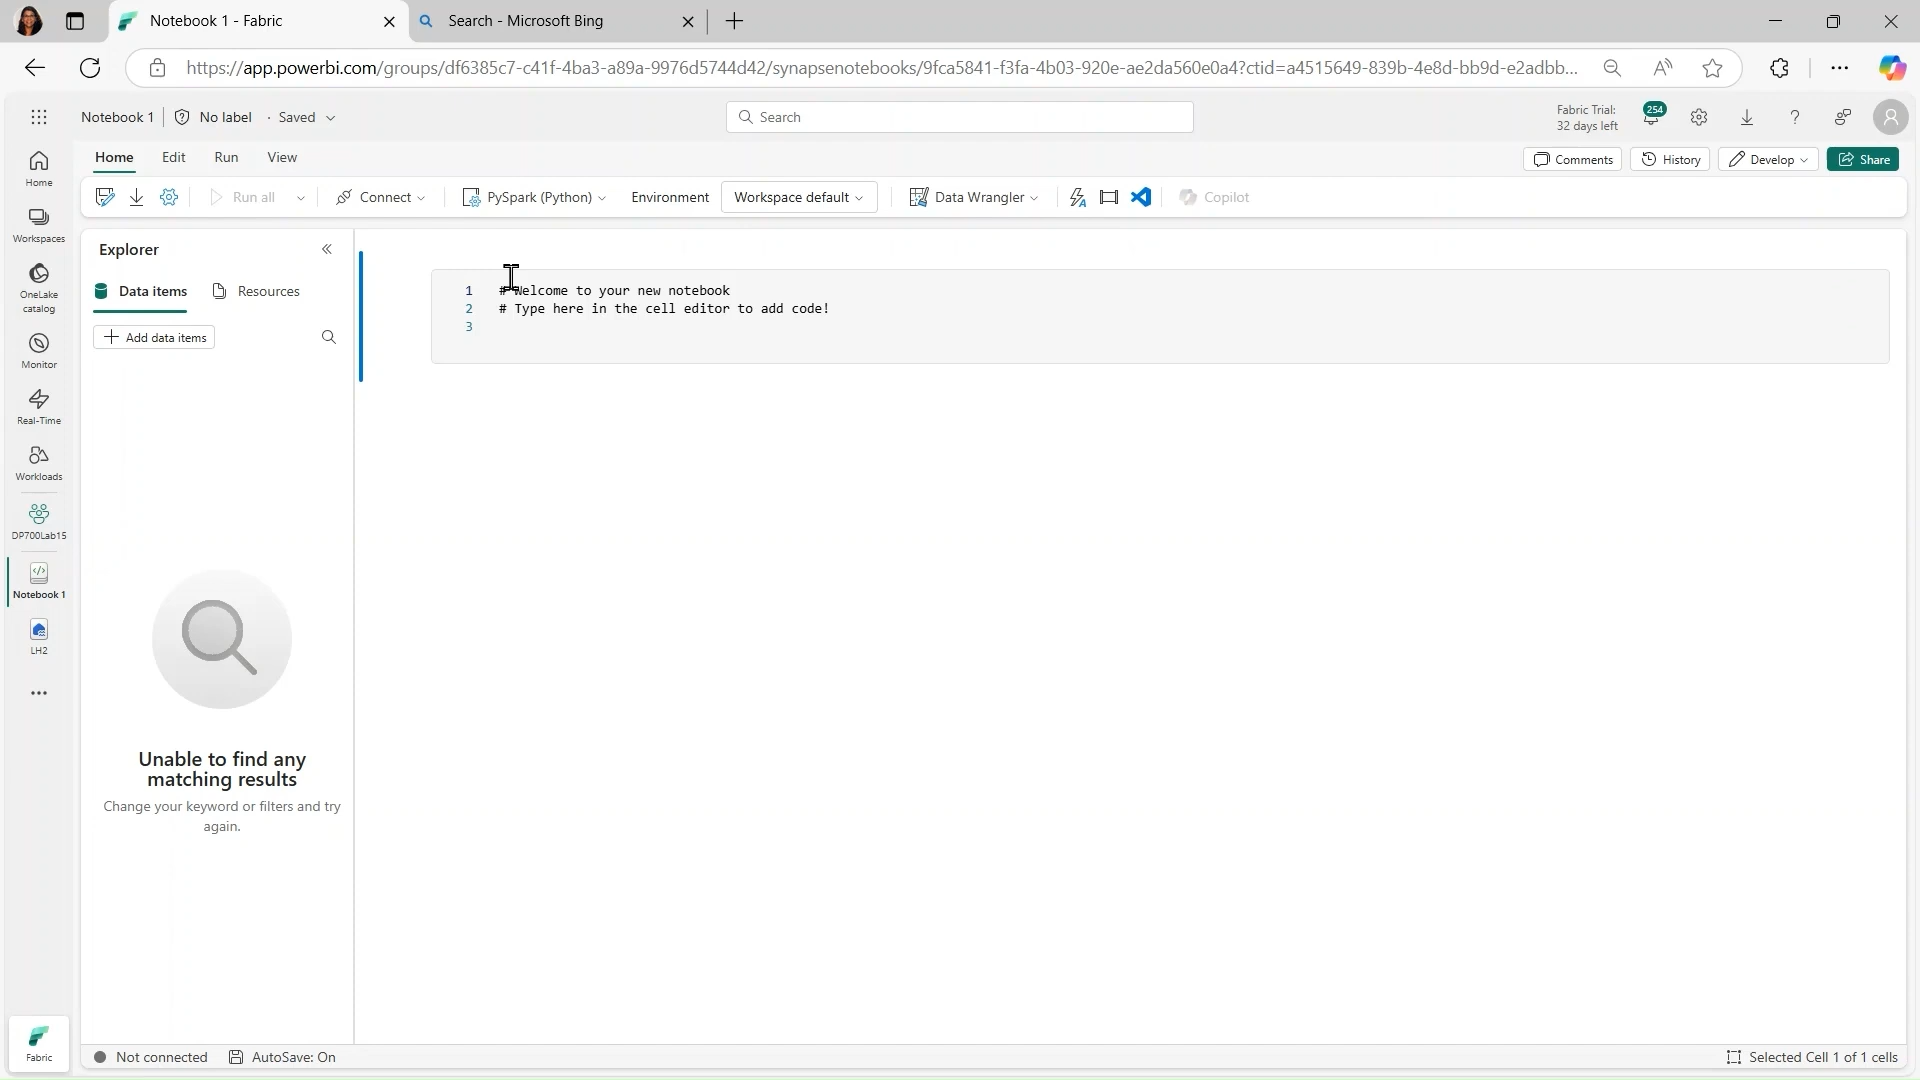 Notebook 1 - Fabric
Search - Microsoft Bing
https://app.powerbi.com/groups/df6385c7-c41f-4ba3-a89a-9976d5744d42/synapsenotebooks/9fca5841-f3fa-4b03-920e-ae2da560e0a4?ctid=a4515649-839b-4e8d-bb9d-e2adbb...
Notebook 1
No label
· Saved
Search
Fabric Trial:
32 days left
254
Home
Edit
Run
View
Comments
History
Develop
Share
Run all
Connect
PySpark (Python)
Environment
Workspace default
Data Wrangler
Copilot
Home
Workspaces
OneLake
catalog
Monitor
Real-Time
Workloads
DP700Lab15
Notebook 1
LH2
Fabric
Explorer
Data items
Resources
Add data items
Unable to find any
matching results
Change your keyword or filters and try
again.
1 # Welcome to your new notebook
2 # Type here in the cell editor to add code!
3
Not connected
AutoSave: On
Selected Cell 1 of 1 cells